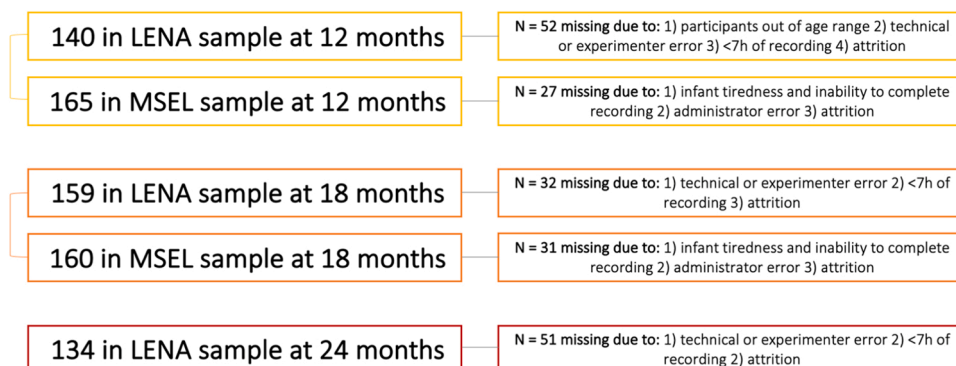 140 in LENA sample at 12 months
N = 52 missing due to: 1) participants out of age range 2) technical
or experimenter error 3) <7h of recording 4) attrition
165 in MSEL sample at 12 months
N = 27 missing due to: 1) infant tiredness and inability to complete
recording 2) administrator error 3) attrition
159 in LENA sample at 18 months
N = 32 missing due to: 1) technical or experimenter error 2) <7h of
recording 3) attrition
160 in MSEL sample at 18 months
N = 31 missing due to: 1) infant tiredness and inability to complete
recording 2) administrator error 3) attrition
134 in LENA sample at 24 months
N = 51 missing due to: 1) technical or experimenter error 2) <7h of
recording 2) attrition